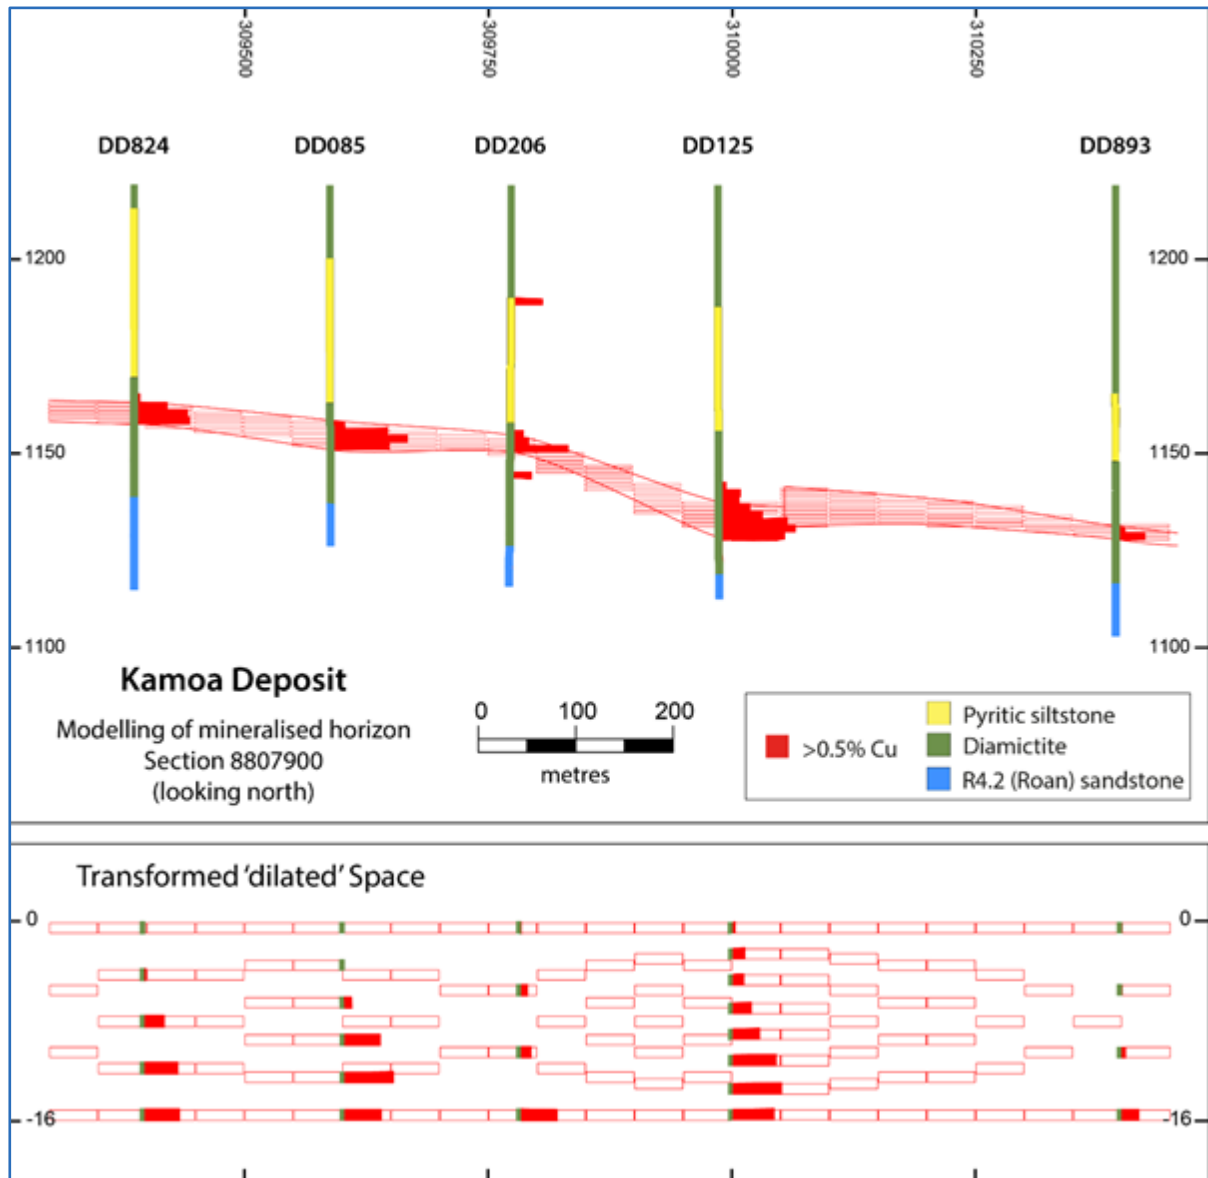 309500 309750 310000 310250
DD824 DD085 DD206 DD125 DD893
1200 1200
1150 1150
1100 1100
Kamoa Deposit
Modelling of mineralised horizon
Section 8807900
(looking north)
0 100 200
metres
>0.5% Cu
Pyritic siltstone
Diamictite
R4.2 (Roan) sandstone
Transformed 'dilated' Space
0 0
-16 -16